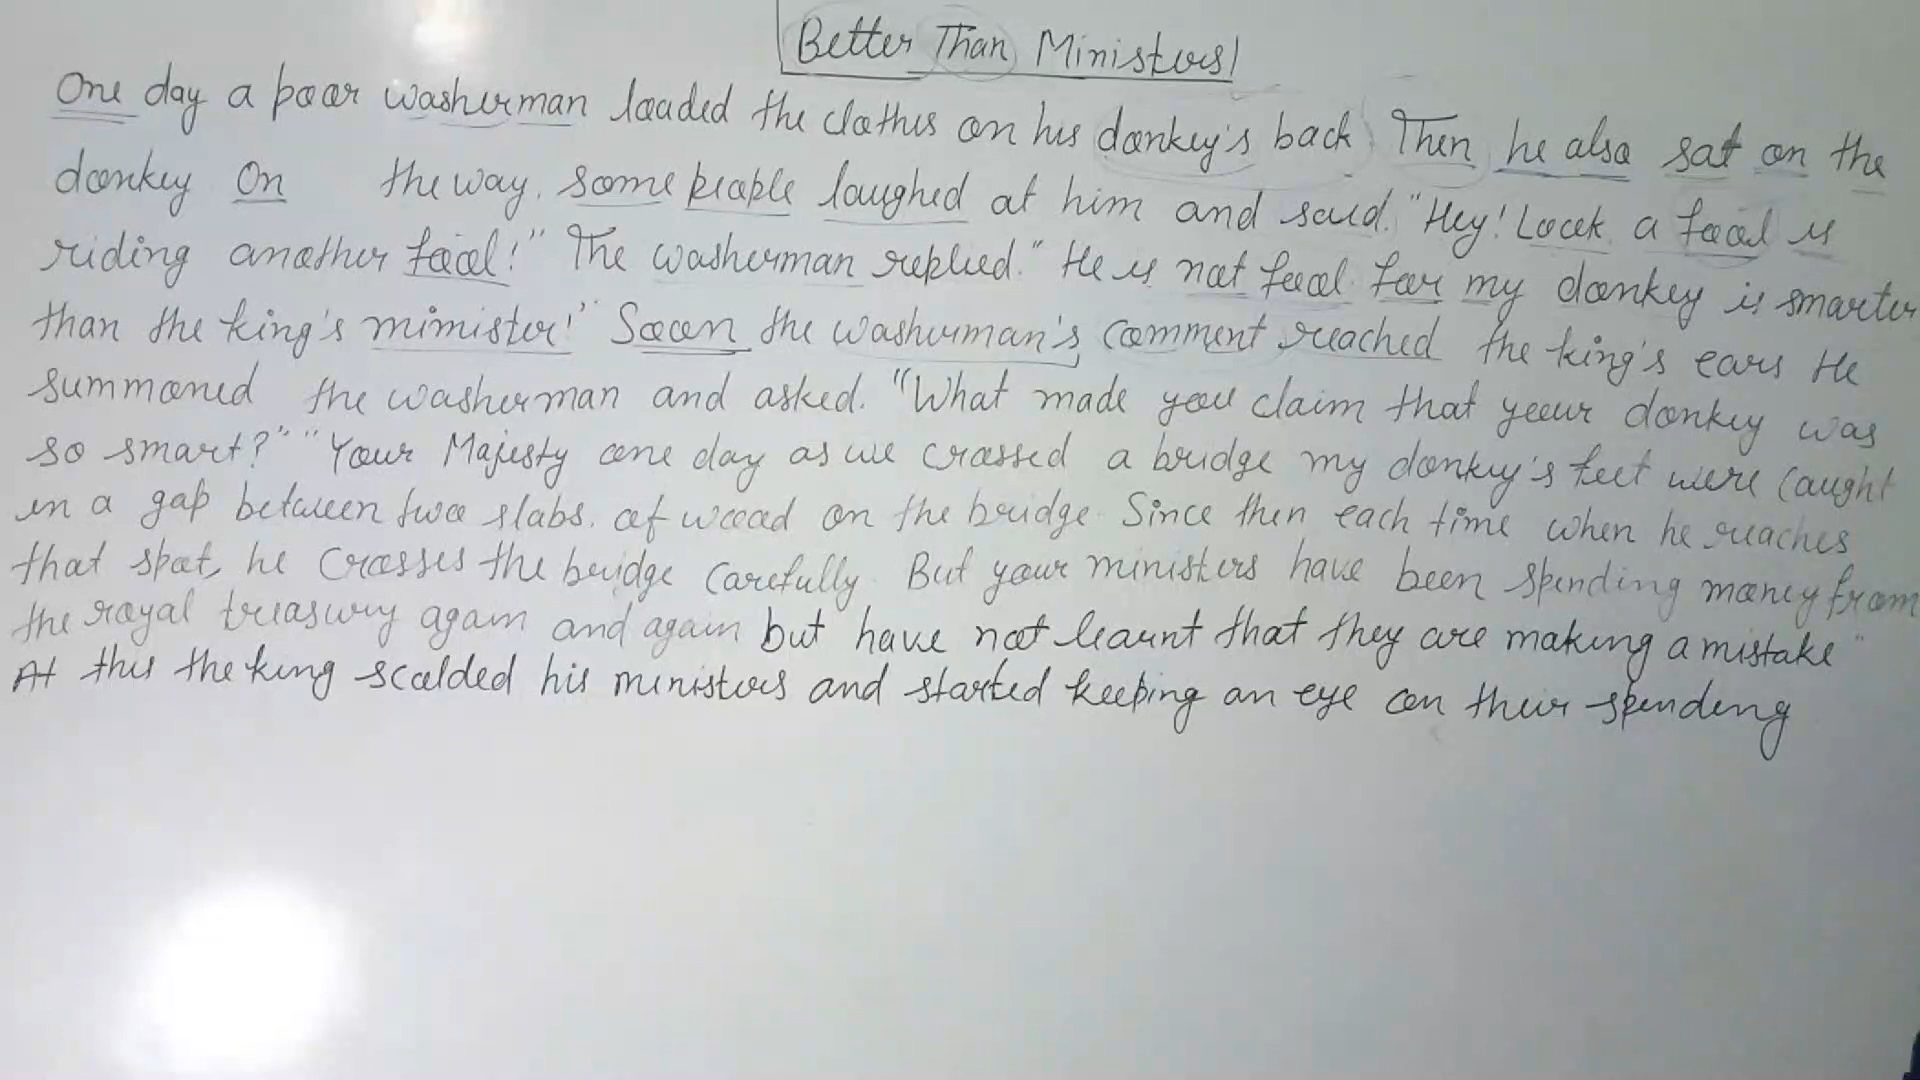 Better Than Ministers!
One day a poor washerman loaded the clothes on his donkey's back. Then he also sat on the
donkey On the way, some people laughed at him and said. "Hey! Look a fool is
riding another fool!" The washerman replied. "He is not fool for my donkey is smarter
than the king's mimister!" Soon the washerman's comment reached the king's ears He
summoned the washerman and asked. "What made you claim that your donkey was
so smart?" "Your Majesty one day as we crossed a bridge my donkey's feet were caught
in a gap between two slabs. of wood on the bridge. Since then each time when he reaches
that spot, he crosses the bridge carefully. But your ministers have been spending money from
the royal treasury again and again but have not learnt that they are making a mistake"
At this the king scolded his ministers and started keeping an eye on their spending